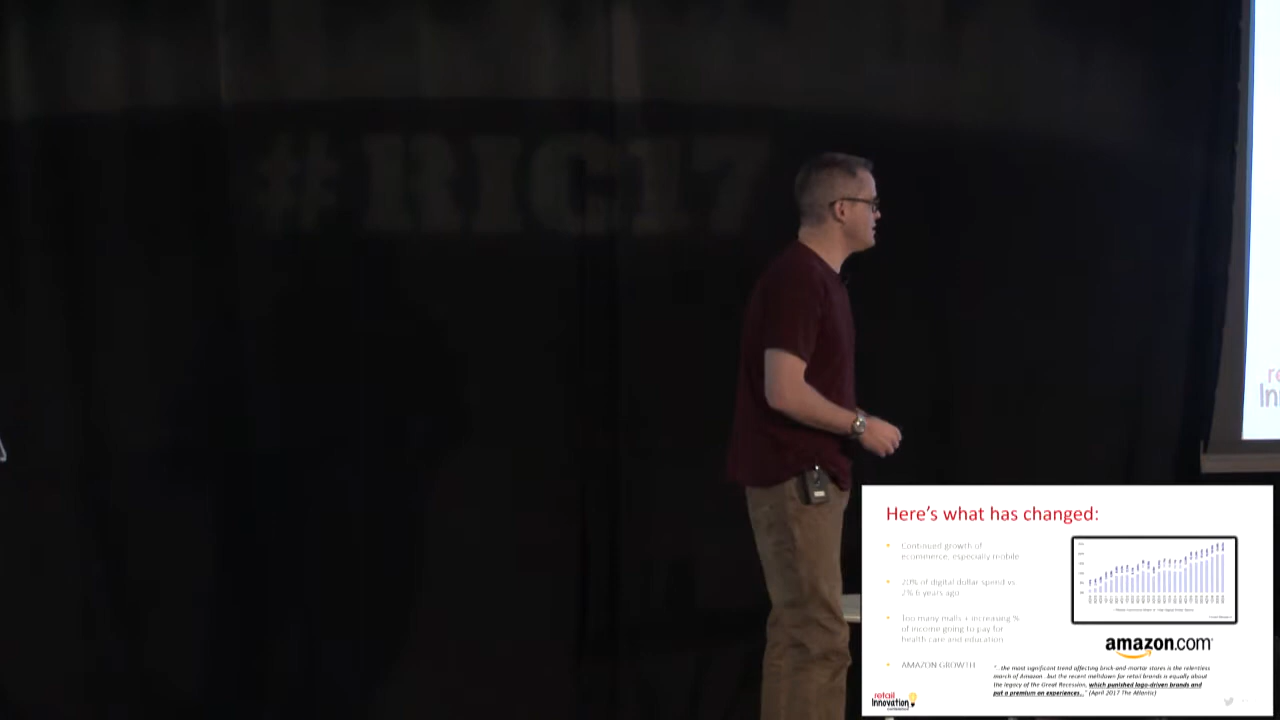 #RIC17
re
In
Here's what has changed:
Continued growth of
ecommerce, especially mobile
20% of digital dollar spend vs
2% 6 years ago
Too many malls + increasing %
of income going to pay for
health care and education
AMAZON GROWTH
amazon.com
"...the most significant trend affecting brick-and-mortar stores is the relentless
march of Amazon...but the recent meltdown for retail brands is equally about
the legacy of the Great Recession, which punished logo-driven brands and
put a premium on experiences..." (April 2017 The Atlantic)
retail
Innovation